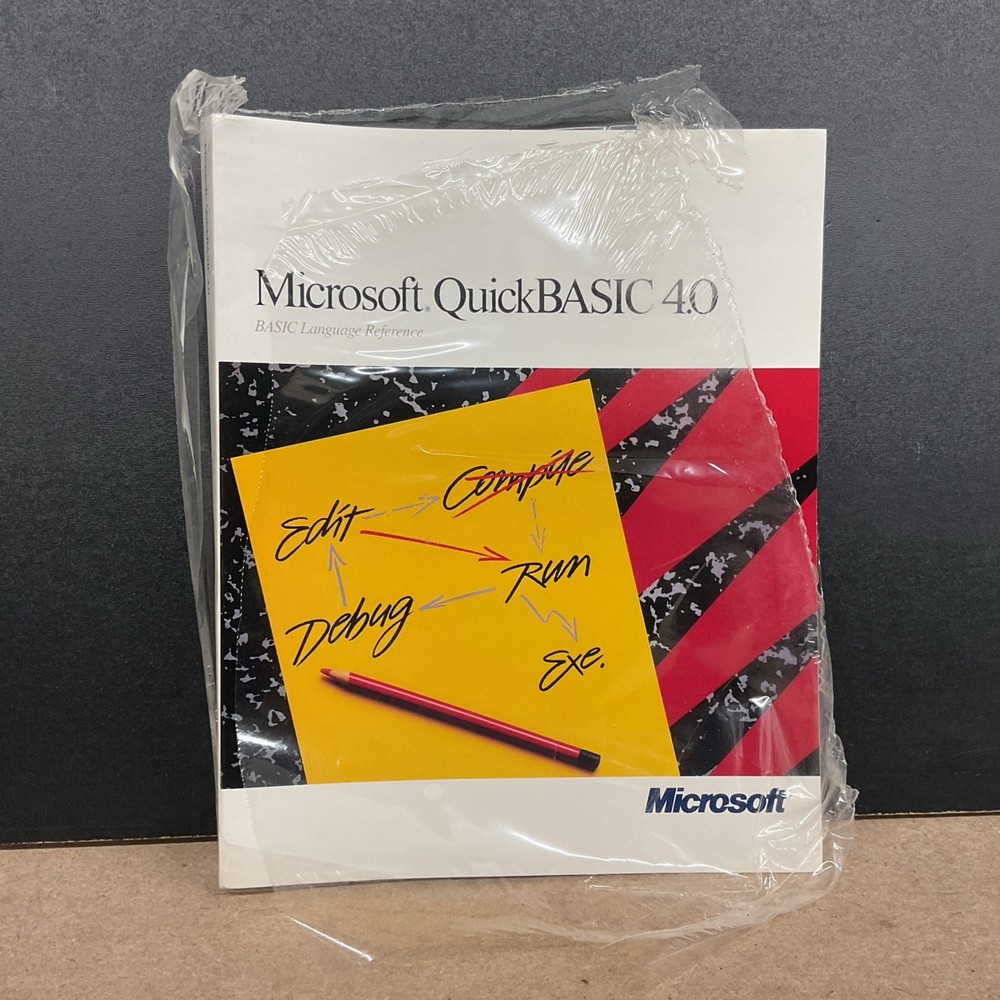 Microsoft® QuickBASIC 4.0
BASIC Language Reference
Compile
Edit
Run
Debug
Exe.
Microsoft